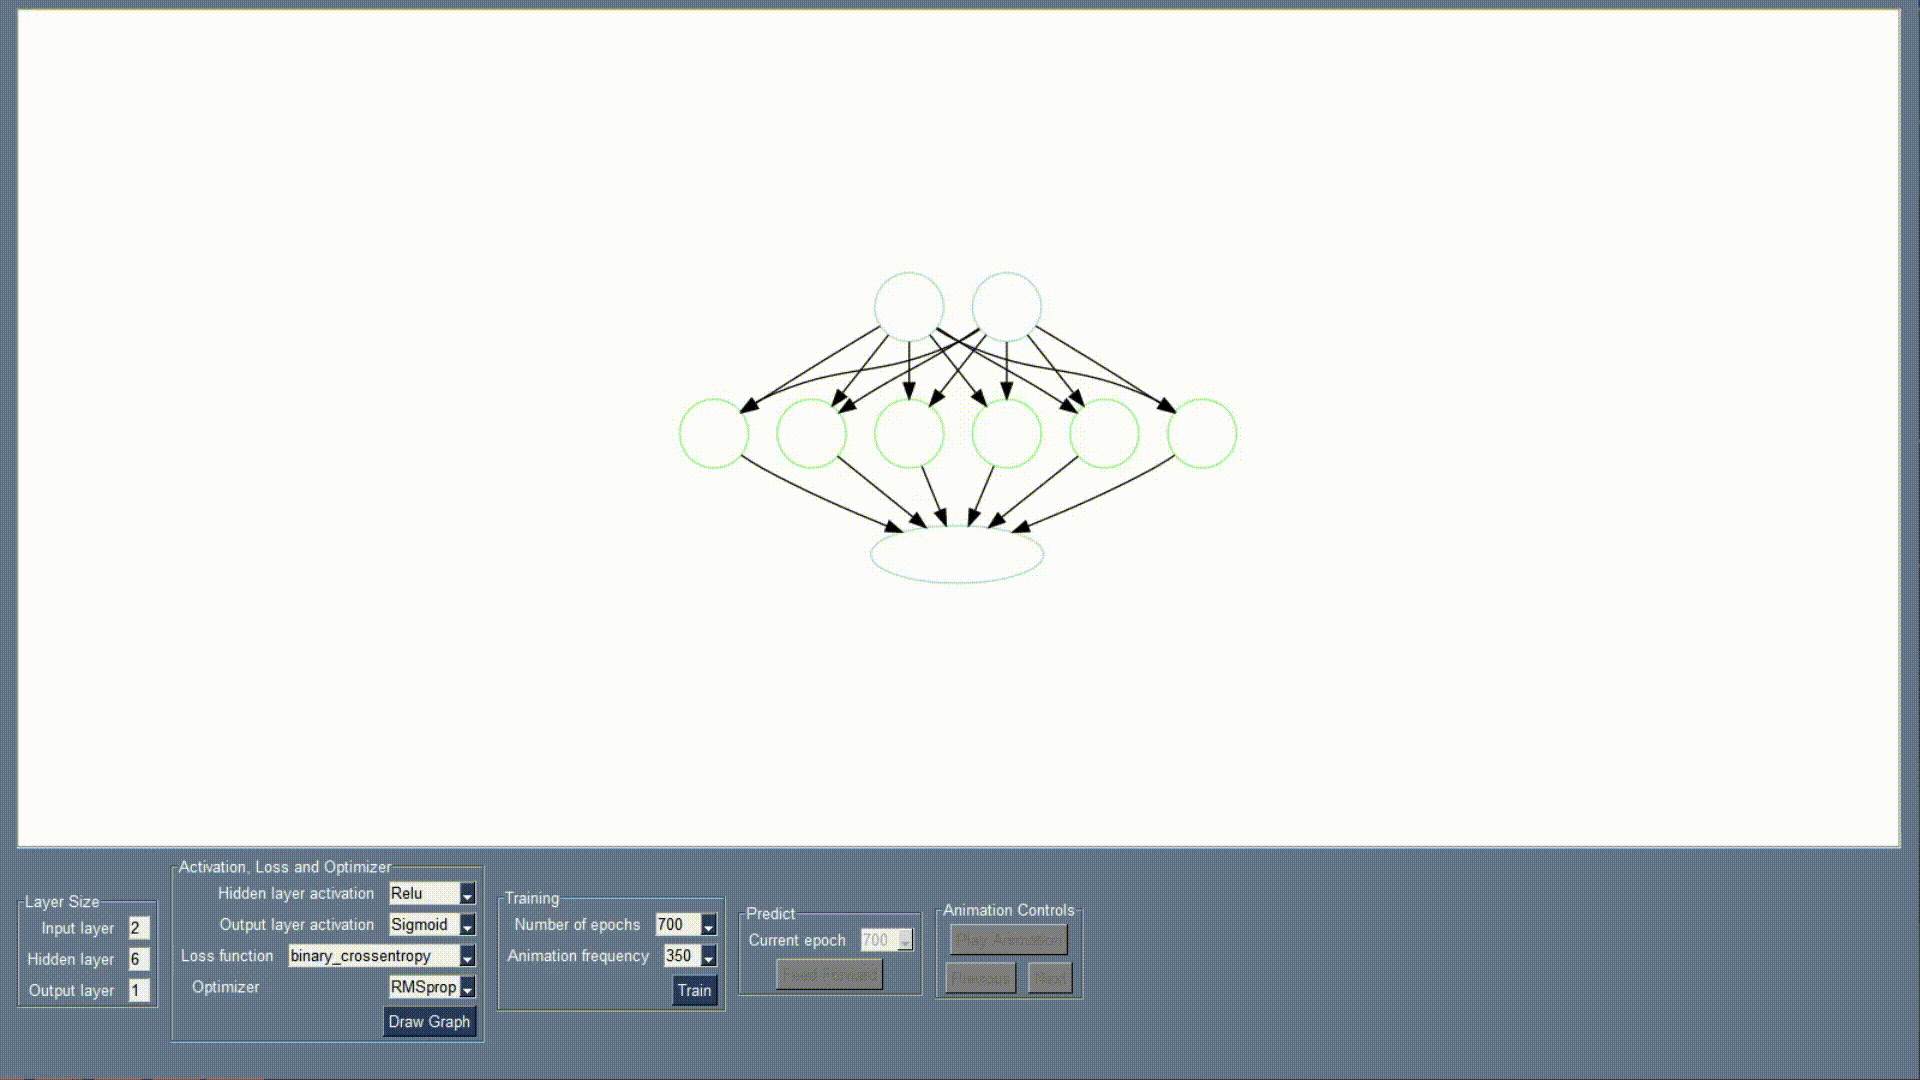 Layer Size
Input layer 2
Hidden layer 6
Output layer 1
Activation, Loss and Optimizer
Hidden layer activation Relu
Output layer activation Sigmoid
Loss function binary_crossentropy
Optimizer RMSprop
Draw Graph
Training
Number of epochs 700
Animation frequency 350
Train
Predict
Current epoch 700
Feed Forward
Animation Controls
Play Animation
Previous Next